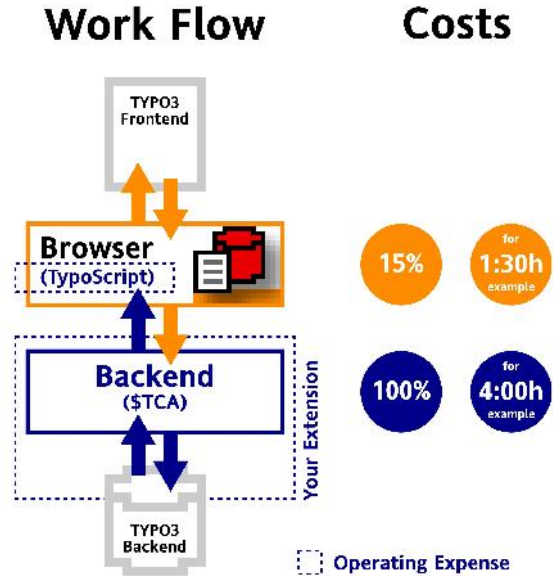 Work Flow
Costs
TYPO3
Frontend
Browser
(TypoScript)
15%
for
1:30h
example
Backend
($TCA)
Your Extension
100%
for
4:00h
example
TYPO3
Backend
Operating Expense